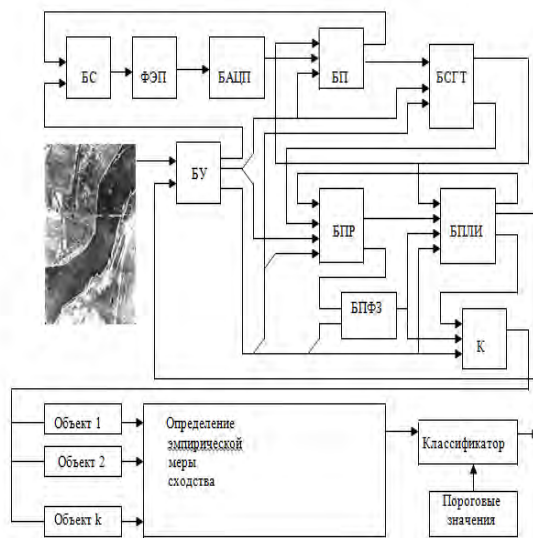 БС
ФЭП
БАЦП
БП
БСГТ
БУ
БПР
БПЛИ
БПФЗ
К
Объект 1
Объект 2
Объект k
Определение
эмпирической
меры
сходства
Классификатор
Пороговые
значения